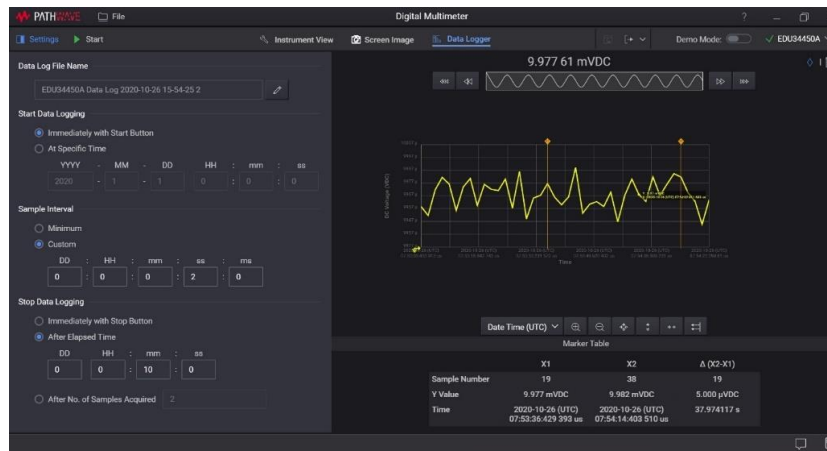 PATHWAVE File Digital Multimeter ?
Settings Start Instrument View Screen Image Data Logger Demo Mode: EDU34450A
Data Log File Name
EDU34450A Data Log 2020-10-26 15-54-25 2
Start Data Logging
Immediately with Start Button
At Specific Time
YYYY - MM - DD HH : mm : ss
2020 - 1 - 1 0 : 0 : 0
Sample Interval
Minimum
Custom
DD : HH : mm : ss : ms
0 : 0 : 0 : 2 : 0
Stop Data Logging
Immediately with Stop Button
After Elapsed Time
DD HH : mm : ss
0 0 : 10 : 0
After No. of Samples Acquired 2
9.977 61 mVDC
DC Voltage (VDC)
Time
Date Time (UTC)
Marker Table
X1 X2 Δ (X2-X1)
Sample Number 19 38 19
Y Value 9.977 mVDC 9.982 mVDC 5.000 µVDC
Time 2020-10-26 (UTC) 2020-10-26 (UTC) 37.974117 s
07:53:36:429 393 us 07:54:14:403 510 us